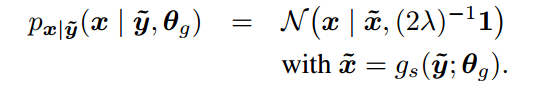 p_{x|ỹ}(x | ỹ, θ_g) = 𝒩(x | x̃, (2λ)^{-1}1)
with x̃ = g_s(ỹ; θ_g).